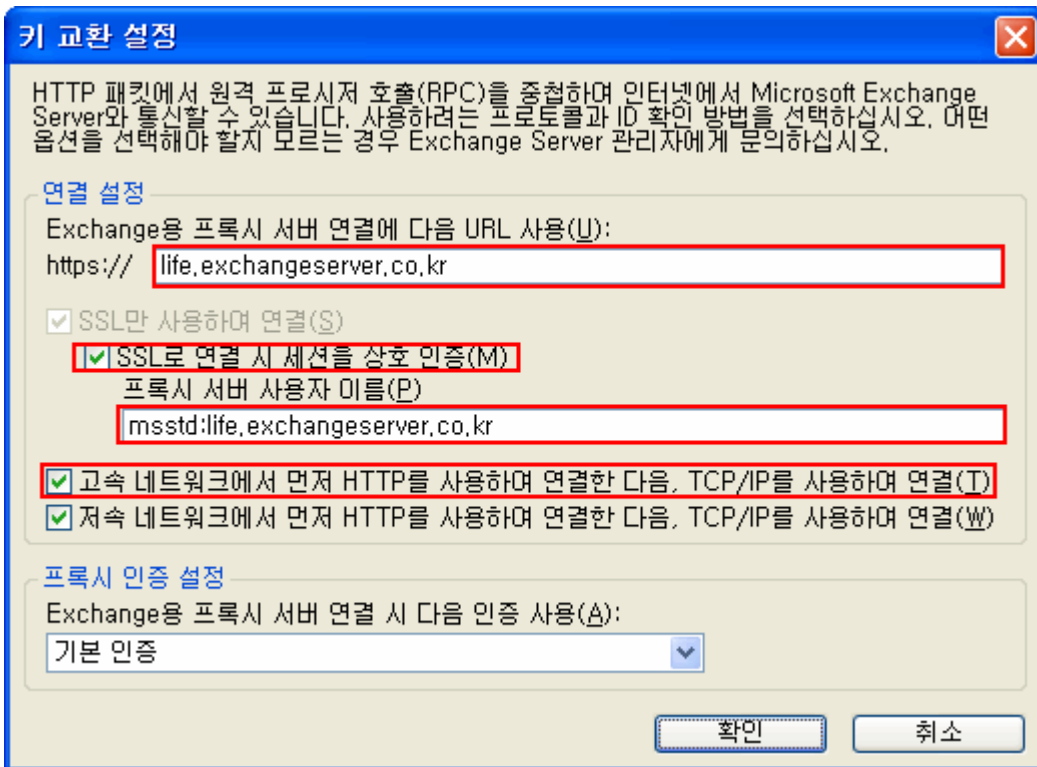 키 교환 설정
HTTP 패킷에서 원격 프로시저 호출(RPC)을 중첩하여 인터넷에서 Microsoft Exchange
Server와 통신할 수 있습니다. 사용하려는 프로토콜과 ID 확인 방법을 선택하십시오. 어떤
옵션을 선택해야 할지 모르는 경우 Exchange Server 관리자에게 문의하십시오.
연결 설정
Exchange용 프록시 서버 연결에 다음 URL 사용(U):
https:// life.exchangeserver.co.kr
SSL만 사용하여 연결(S)
SSL로 연결 시 세션을 상호 인증(M)
프록시 서버 사용자 이름(P)
msstd:life.exchangeserver.co.kr
고속 네트워크에서 먼저 HTTP를 사용하여 연결한 다음, TCP/IP를 사용하여 연결(T)
저속 네트워크에서 먼저 HTTP를 사용하여 연결한 다음, TCP/IP를 사용하여 연결(W)
프록시 인증 설정
Exchange용 프록시 서버 연결 시 다음 인증 사용(A):
기본 인증
확인 취소